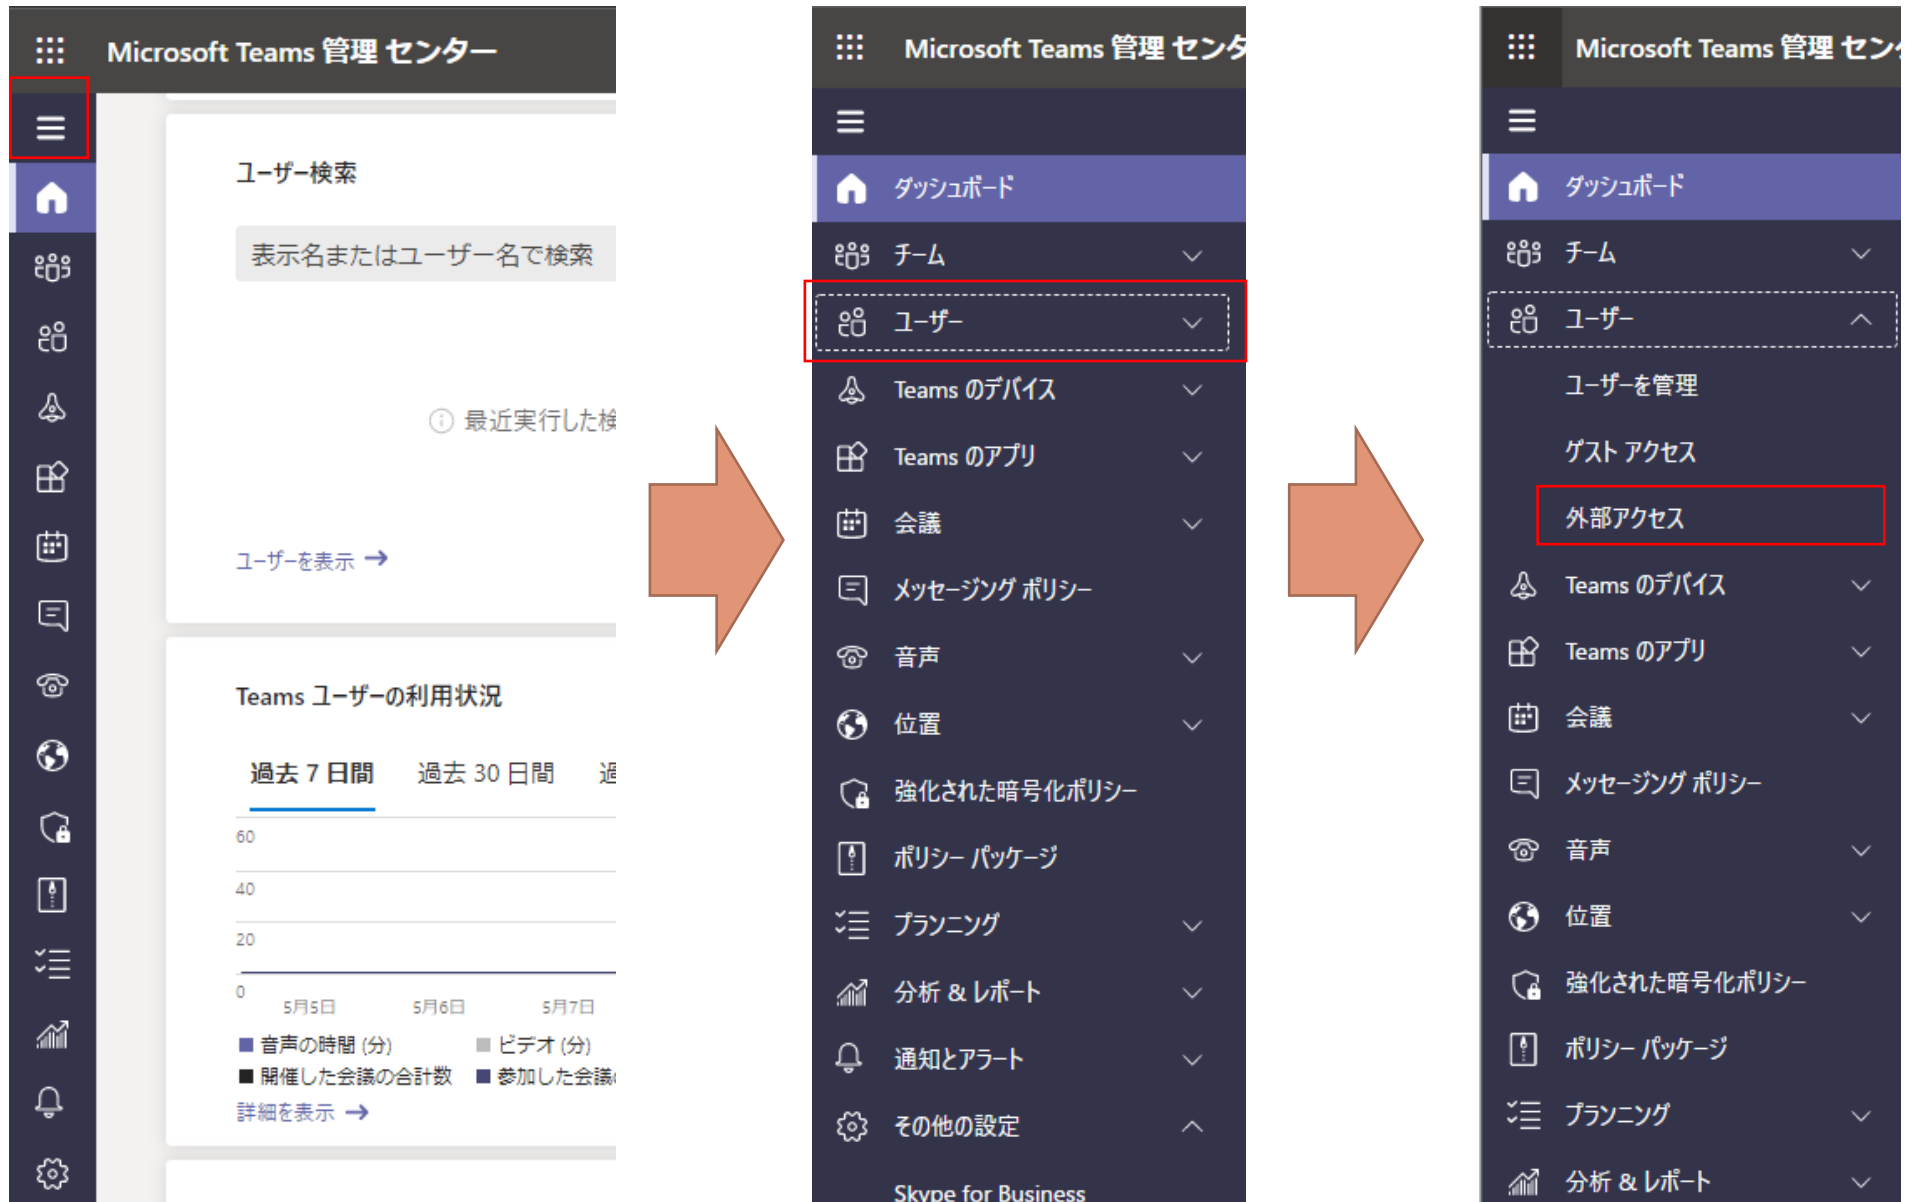 Microsoft Teams 管理 センター
ユーザー検索
表示名またはユーザー名で検索
最近実行した検
ユーザーを表示 →
Teams ユーザーの利用状況
過去 7 日間 過去 30 日間 過
60
40
20
0
5月5日 5月6日 5月7日
音声の時間 (分) ビデオ (分)
開催した会議の合計数 参加した会議
詳細を表示 →
Microsoft Teams 管理 センタ
ダッシュボード
チーム
ユーザー
Teams のデバイス
Teams のアプリ
会議
メッセージング ポリシー
音声
位置
強化された暗号化ポリシー
ポリシー パッケージ
プランニング
分析 & レポート
通知とアラート
その他の設定
Skype for Business
Microsoft Teams 管理 セン
ダッシュボード
チーム
ユーザー
ユーザーを管理
ゲスト アクセス
外部アクセス
Teams のデバイス
Teams のアプリ
会議
メッセージング ポリシー
音声
位置
強化された暗号化ポリシー
ポリシー パッケージ
プランニング
分析 & レポート